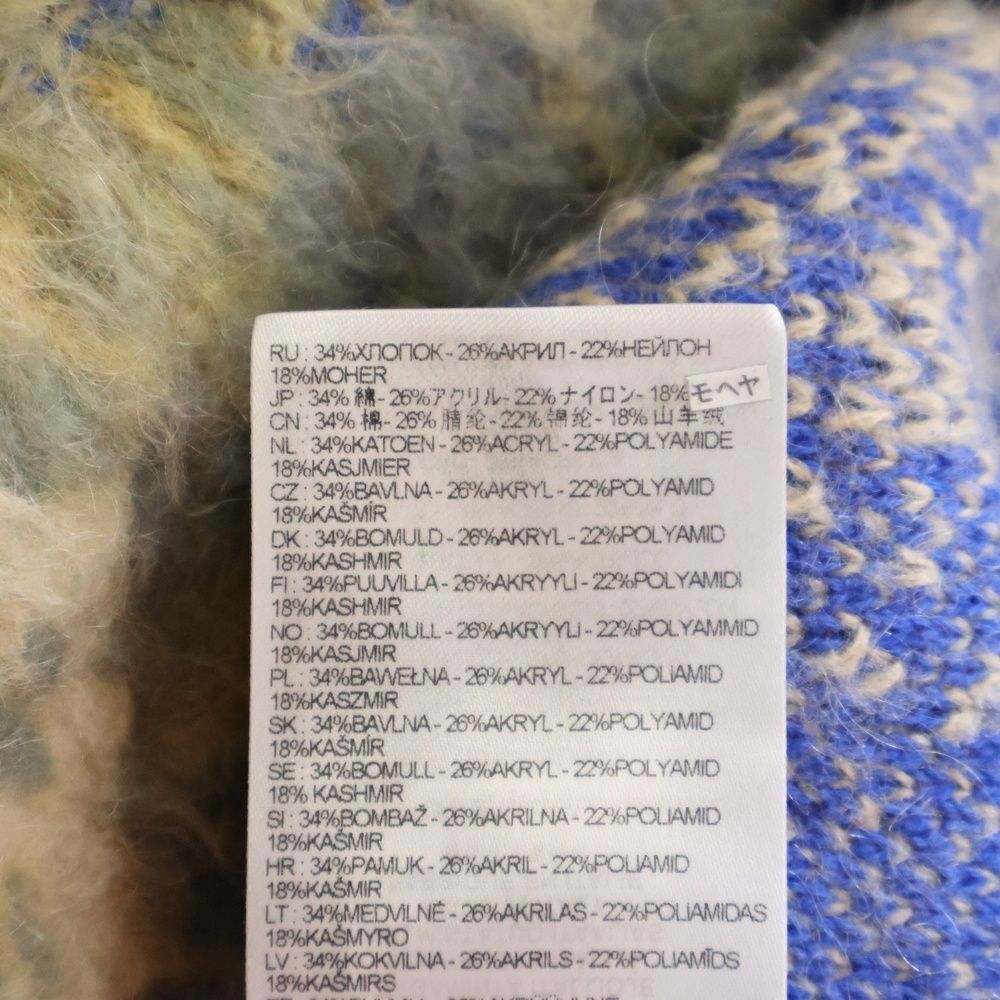 RU : 34%ХЛОПОК - 26%АКРИЛ - 22%НЕЙЛОН
18%MOHER
JP : 34% 綿 - 26%アクリル - 22% ナイロン - 18% モヘヤ
CN : 34% 棉 - 26% 腈纶 - 22% 锦纶 - 18% 山羊绒
NL : 34%KATOEN - 26%ACRYL - 22%POLYAMIDE
18%KASJMIER
CZ : 34%BAVLNA - 26%AKRYL - 22%POLYAMID
18%KAŠMÍR
DK : 34%BOMULD - 26%AKRYL - 22%POLYAMID
18%KASHMIR
FI : 34%PUUVILLA - 26%AKRYYLI - 22%POLYAMIDI
18%KASHMIR
NO : 34%BOMULL - 26%AKRYYLI - 22%POLYAMMID
18%KASJMIR
PL : 34%BAWEŁNA - 26%AKRYL - 22%POLIAMID
18%KASZMIR
SK : 34%BAVLNA - 26%AKRYL - 22%POLYAMID
18%KAŠMÍR
SE : 34%BOMULL - 26%AKRYL - 22%POLYAMID
18% KASHMIR
SI : 34%BOMBAŽ - 26%AKRILNA - 22%POLIAMID
18%KAŠMIR
HR : 34%PAMUK - 26%AKRIL - 22%POLIAMID
18%KAŠMIR
LT : 34%MEDVILNĖ - 26%AKRILAS - 22%POLIAMIDAS
18%KAŠMYRO
LV : 34%KOKVILNA - 26%AKRILS - 22%POLIAMĪDS
18%KAŠMIRS